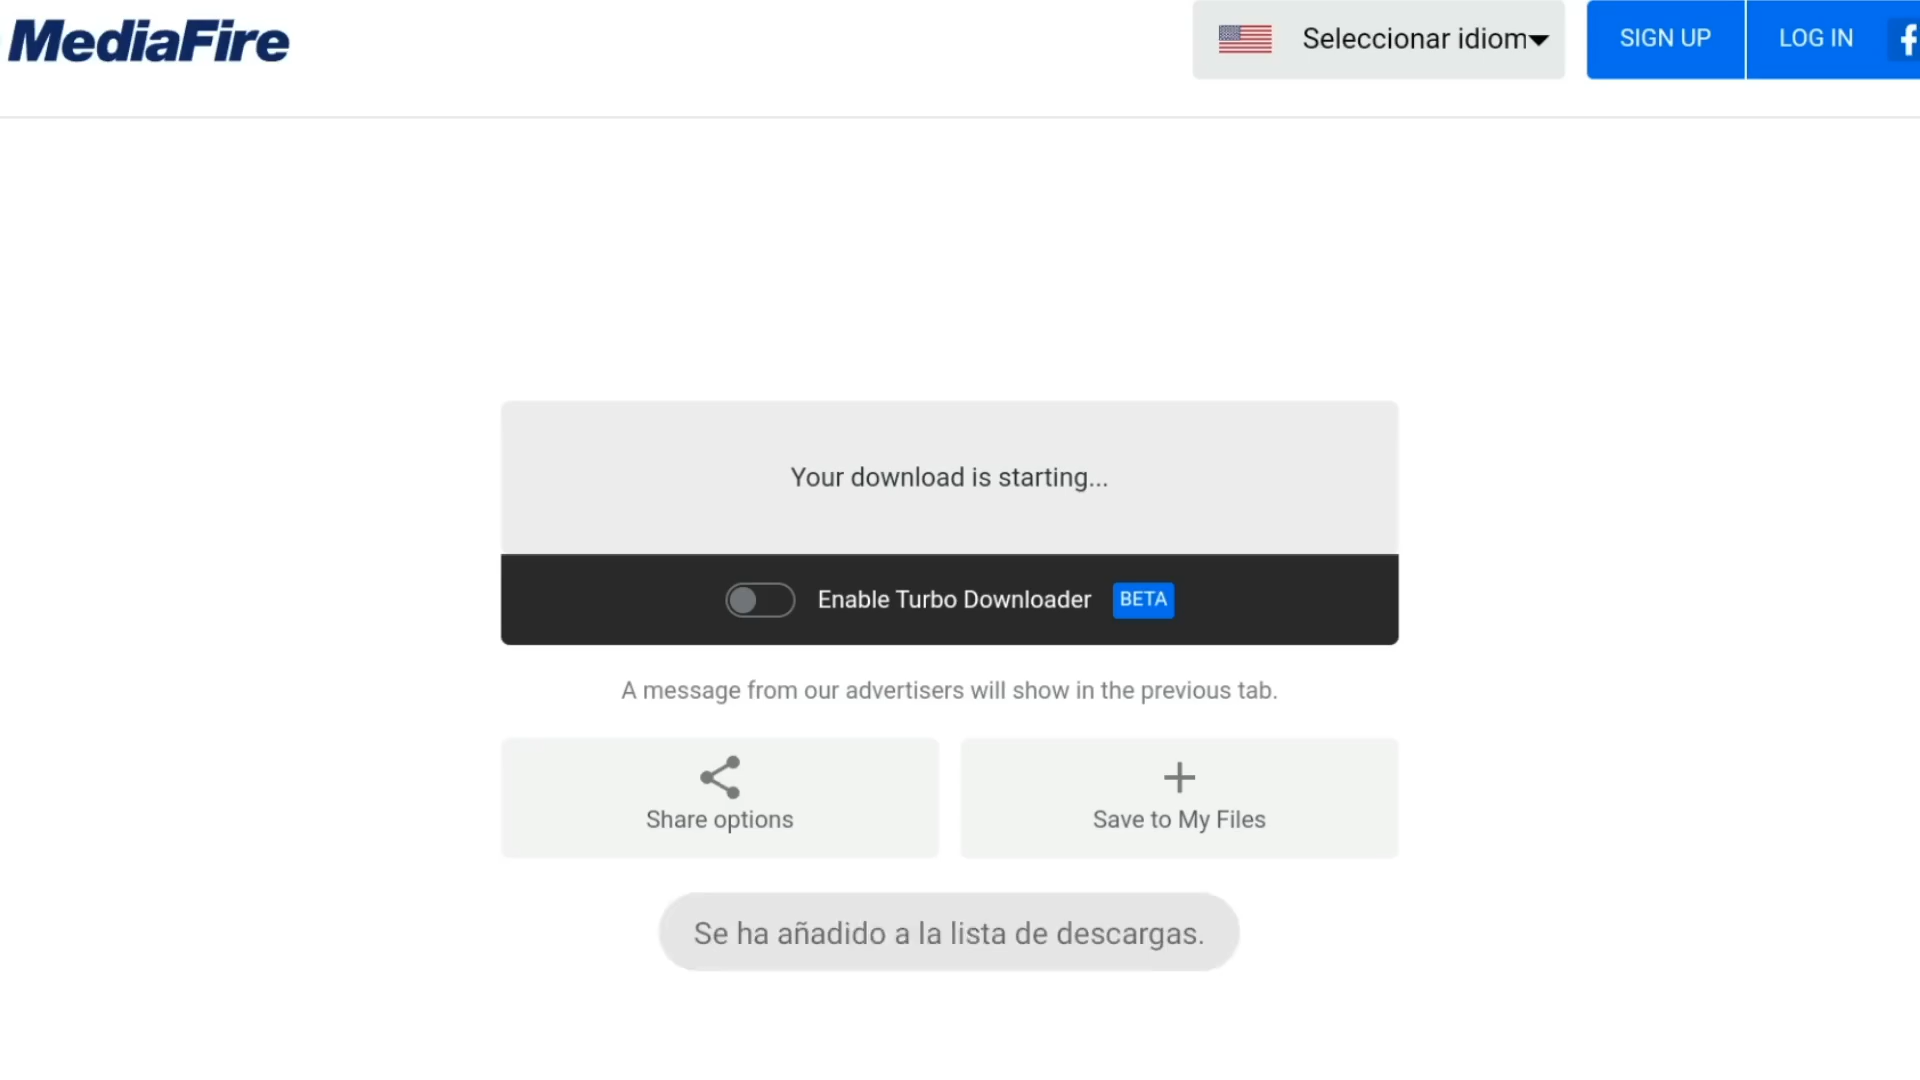 MediaFire
Seleccionar idiom
SIGN UP
LOG IN
Your download is starting...
Enable Turbo Downloader
BETA
A message from our advertisers will show in the previous tab.
Share options
Save to My Files
Se ha añadido a la lista de descargas.